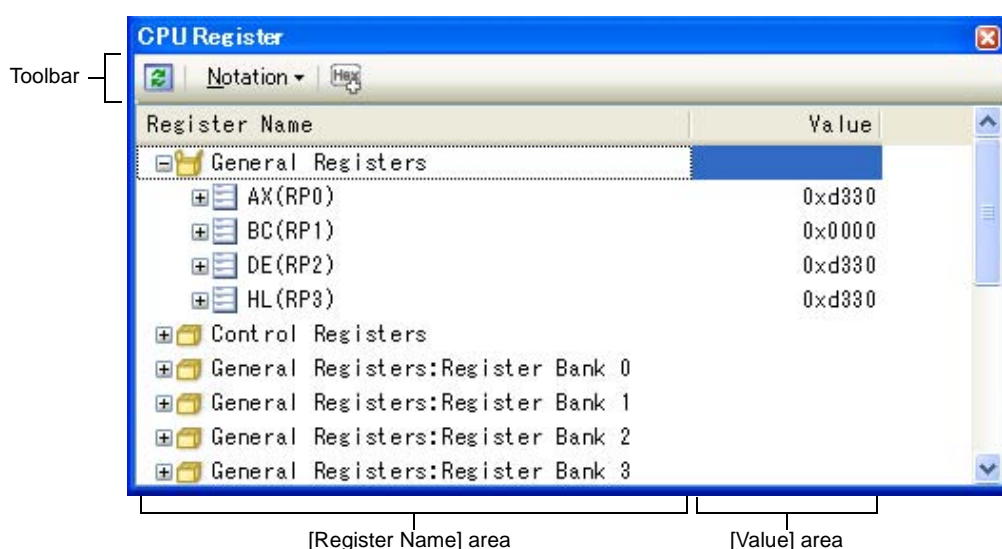 CPU Register
Toolbar
Notation
Hex
Register Name Value
General Registers
AX(RP0) 0xd330
BC(RP1) 0x0000
DE(RP2) 0xd330
HL(RP3) 0xd330
Control Registers
General Registers:Register Bank 0
General Registers:Register Bank 1
General Registers:Register Bank 2
General Registers:Register Bank 3
[Register Name] area [Value] area